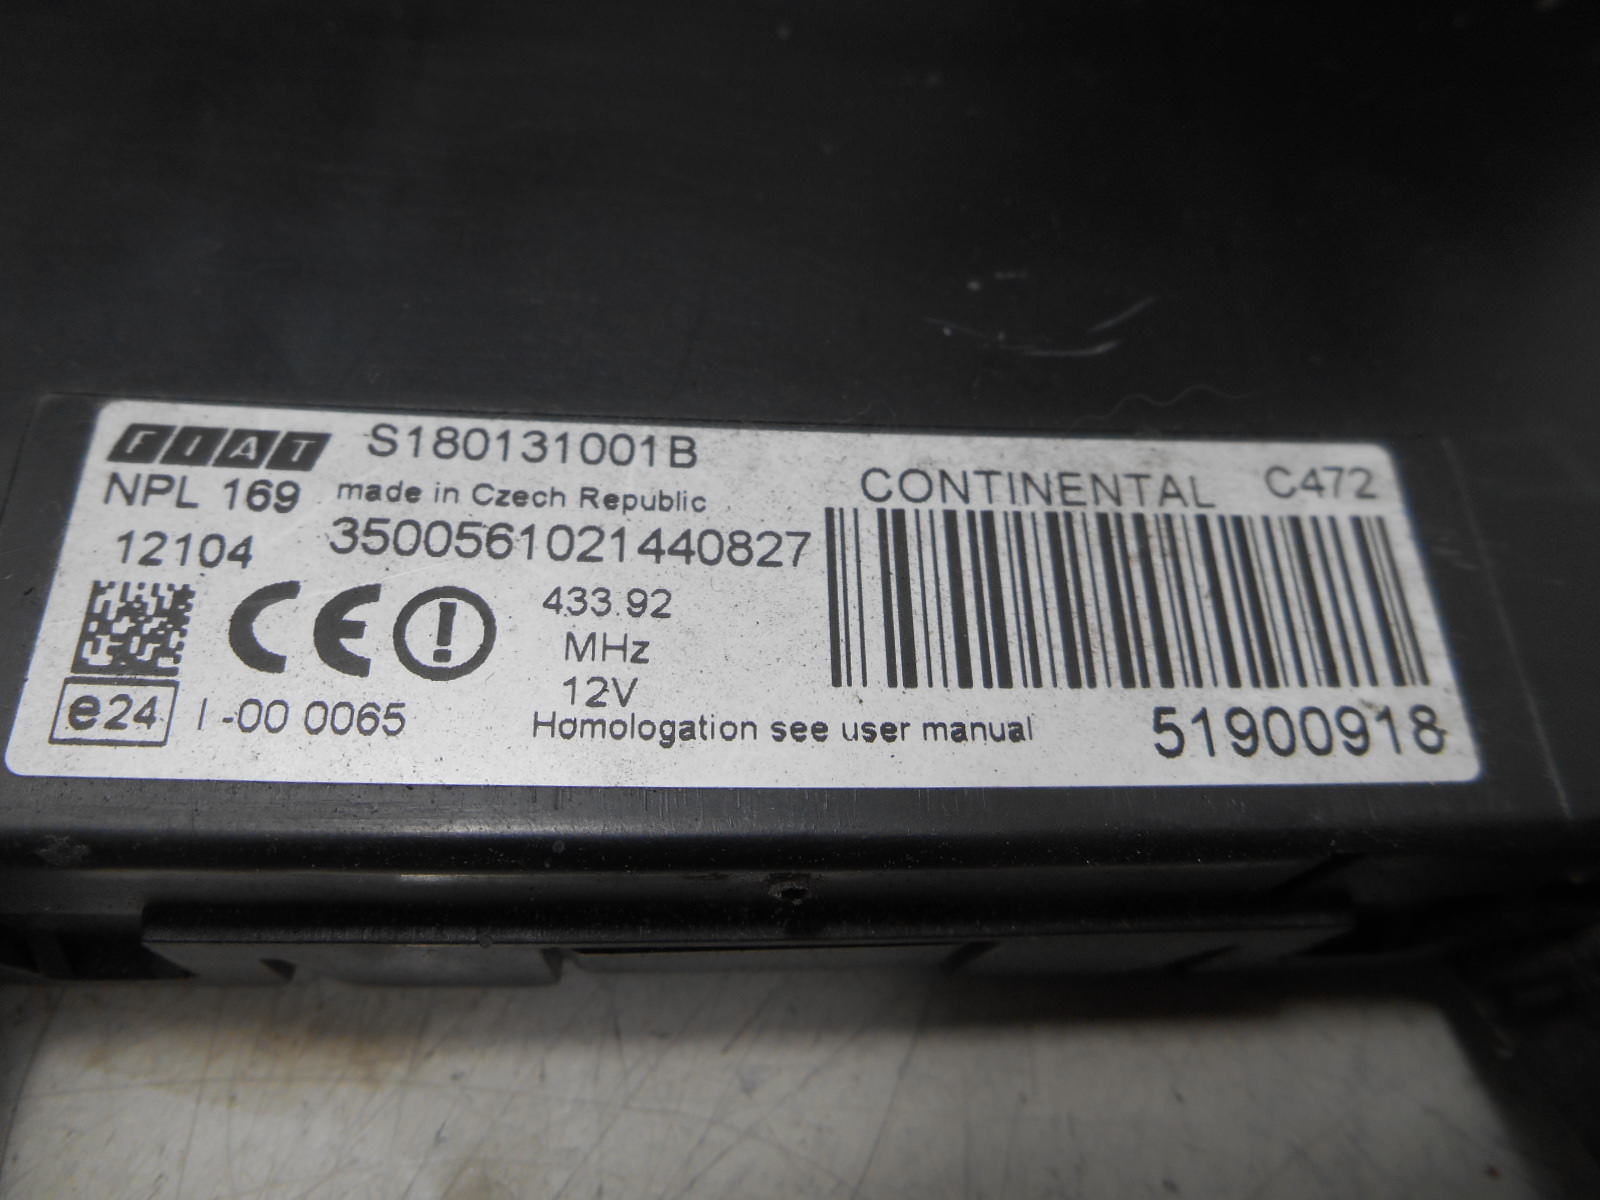 FIAT S180131001B
NPL 169 made in Czech Republic CONTINENTAL C472
12104 3500561021440827
CE 433.92
MHz
12V
e24 I -00 0065 Homologation see user manual 51900918